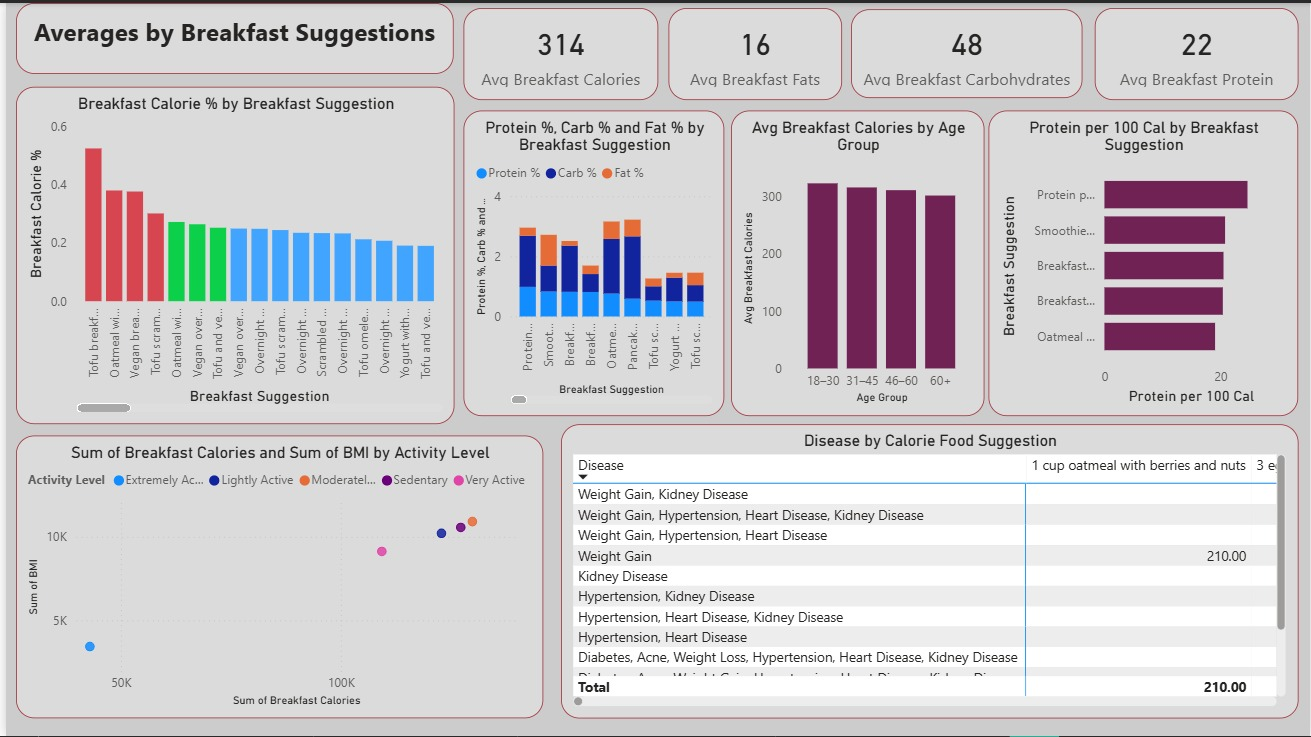 Averages by Breakfast Suggestions
314
Avg Breakfast Calories
16
Avg Breakfast Fats
48
Avg Breakfast Carbohydrates
22
Avg Breakfast Protein
Breakfast Calorie % by Breakfast Suggestion
Breakfast Calorie %
0.6
0.4
0.2
0.0
Tofu breakf...
Oatmeal wi...
Vegan brea...
Tofu scram...
Oatmeal wi...
Vegan over...
Tofu and ve...
Vegan over...
Overnight ...
Tofu scram...
Overnight ...
Scrambled ...
Overnight ...
Tofu omele...
Overnight ...
Yogurt with...
Tofu and ve...
Breakfast Suggestion
Protein %, Carb % and Fat % by
Breakfast Suggestion
Protein %
Carb %
Fat %
Protein %, Carb % and ...
4
2
0
Protein...
Smoot...
Breakf...
Breakf...
Oatme...
Pancak...
Tofu sc...
Yogurt ...
Tofu sc...
Breakfast Suggestion
Avg Breakfast Calories by Age
Group
Avg Breakfast Calories
300
200
100
0
18–30
31–45
46–60
60+
Age Group
Protein per 100 Cal by Breakfast
Suggestion
Breakfast Suggestion
Protein p...
Smoothie...
Breakfast...
Breakfast...
Oatmeal ...
0
20
Protein per 100 Cal
Sum of Breakfast Calories and Sum of BMI by Activity Level
Activity Level
Extremely Ac...
Lightly Active
Moderatel...
Sedentary
Very Active
Sum of BMI
10K
5K
50K
100K
Sum of Breakfast Calories
Disease by Calorie Food Suggestion
Disease
1 cup oatmeal with berries and nuts
Weight Gain, Kidney Disease
Weight Gain, Hypertension, Heart Disease, Kidney Disease
Weight Gain, Hypertension, Heart Disease
Weight Gain 210.00
Kidney Disease
Hypertension, Kidney Disease
Hypertension, Heart Disease, Kidney Disease
Hypertension, Heart Disease
Diabetes, Acne, Weight Loss, Hypertension, Heart Disease, Kidney Disease
Total 210.00